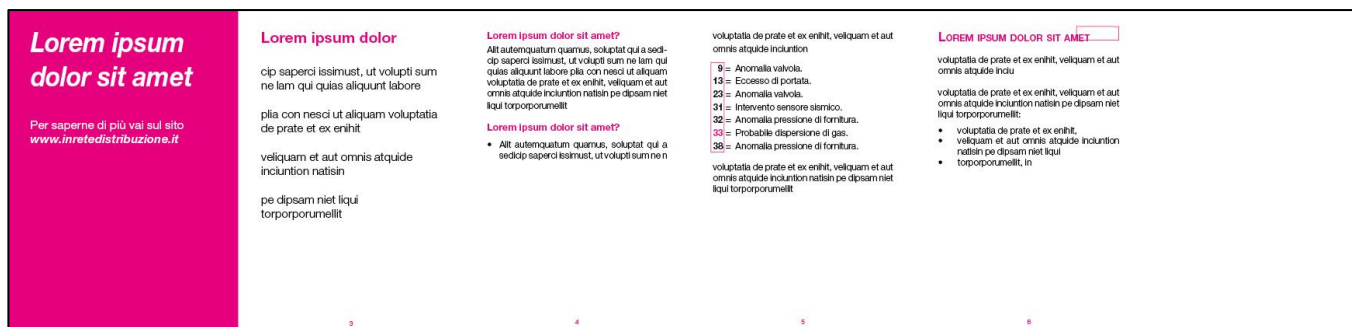 Lorem ipsum
dolor sit amet
Per saperne di più vai sul sito
www.inretedistribuzione.it
Lorem ipsum dolor
cip saperci issimust, ut volupti sum
ne lam qui quias aliquunt labore
plia con nesci ut aliquam voluptatia
de prate et ex enihit
veliquam et aut omnis atquide
inciuntion natisin
pe dipsam niet liqui
torporporumellit
3
Lorem ipsum dolor sit amet?
Alit autemquatum quamus, soluptat qui a sedi-
cip saperci issimust, ut volupti sum ne lam qui
quias aliquunt labore plia con nesci ut aliquam
voluptatia de prate et ex enihit, veliquam et aut
omnis atquide inciuntion natisin pe dipsam niet
liqui torporporumellit
Lorem ipsum dolor sit amet?
• Alit autemquatum quamus, soluptat qui a
sedicip saperci issimust, ut volupti sum ne n
4
voluptatia de prate et ex enihit, veliquam et aut
omnis atquide inciuntion
9 = Anomalia valvola.
13 = Eccesso di portata.
23 = Anomalia valvola.
31 = Intervento sensore sismico.
32 = Anomalia pressione di fornitura.
33 = Probabile dispersione di gas.
38 = Anomalia pressione di fornitura.
voluptatia de prate et ex enihit, veliquam et aut
omnis atquide inciuntion natisin pe dipsam niet
liqui torporporumellit
5
LOREM IPSUM DOLOR SIT AMET
voluptatia de prate et ex enihit, veliquam et aut
omnis atquide inciu
voluptatia de prate et ex enihit, veliquam et aut
omnis atquide inciuntion natisin pe dipsam niet
liqui torporporumellit:
• voluptatia de prate et ex enihit,
• veliquam et aut omnis atquide inciuntion
natisin pe dipsam niet liqui
• torporporumellit, in
6